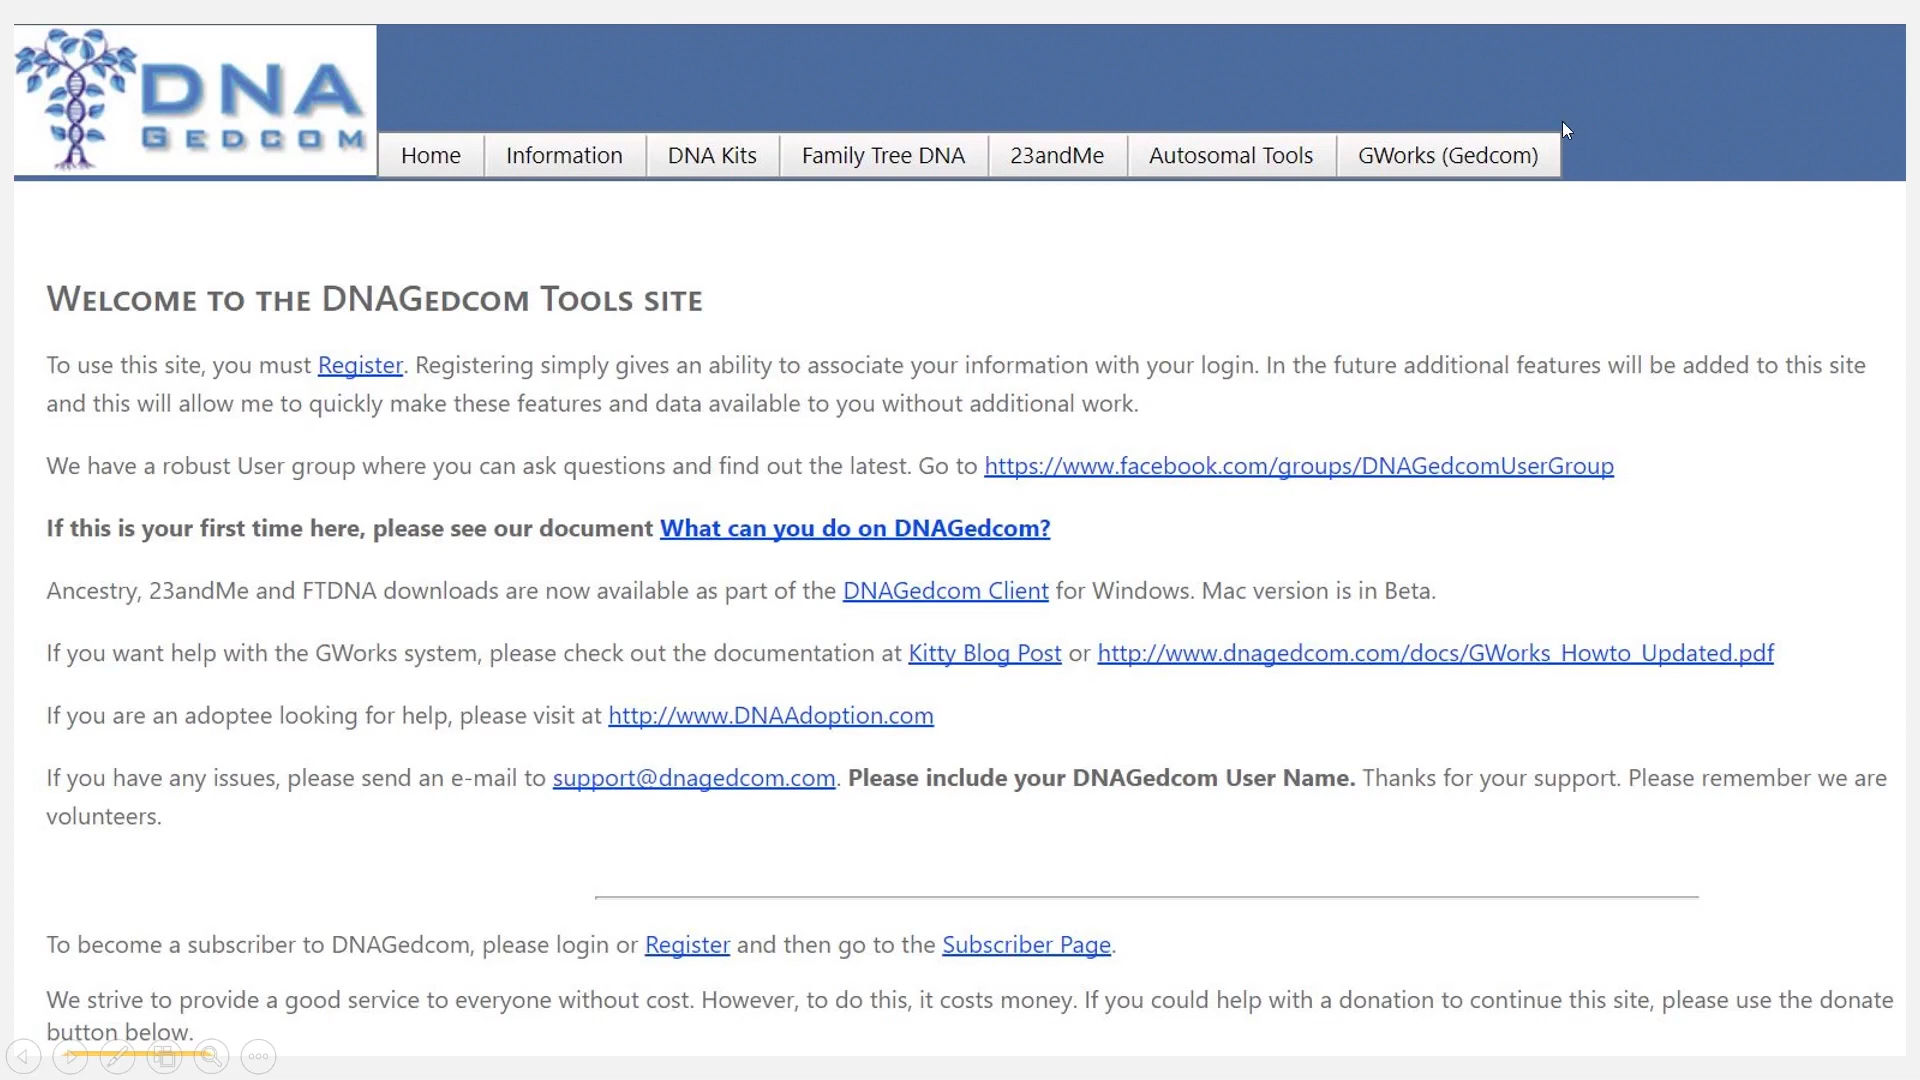 DNA
GEDCOM
Home Information DNA Kits Family Tree DNA 23andMe Autosomal Tools GWorks (Gedcom)
WELCOME TO THE DNAGEDCOM TOOLS SITE
To use this site, you must Register. Registering simply gives an ability to associate your information with your login. In the future additional features will be added to this site
and this will allow me to quickly make these features and data available to you without additional work.
We have a robust User group where you can ask questions and find out the latest. Go to https://www.facebook.com/groups/DNAGedcomUserGroup
If this is your first time here, please see our document What can you do on DNAGedcom?
Ancestry, 23andMe and FTDNA downloads are now available as part of the DNAGedcom Client for Windows. Mac version is in Beta.
If you want help with the GWorks system, please check out the documentation at Kitty Blog Post or http://www.dnagedcom.com/docs/GWorks_Howto_Updated.pdf
If you are an adoptee looking for help, please visit at http://www.DNAAdoption.com
If you have any issues, please send an e-mail to support@dnagedcom.com. Please include your DNAGedcom User Name. Thanks for your support. Please remember we are
volunteers.
To become a subscriber to DNAGedcom, please login or Register and then go to the Subscriber Page.
We strive to provide a good service to everyone without cost. However, to do this, it costs money. If you could help with a donation to continue this site, please use the donate
button below.